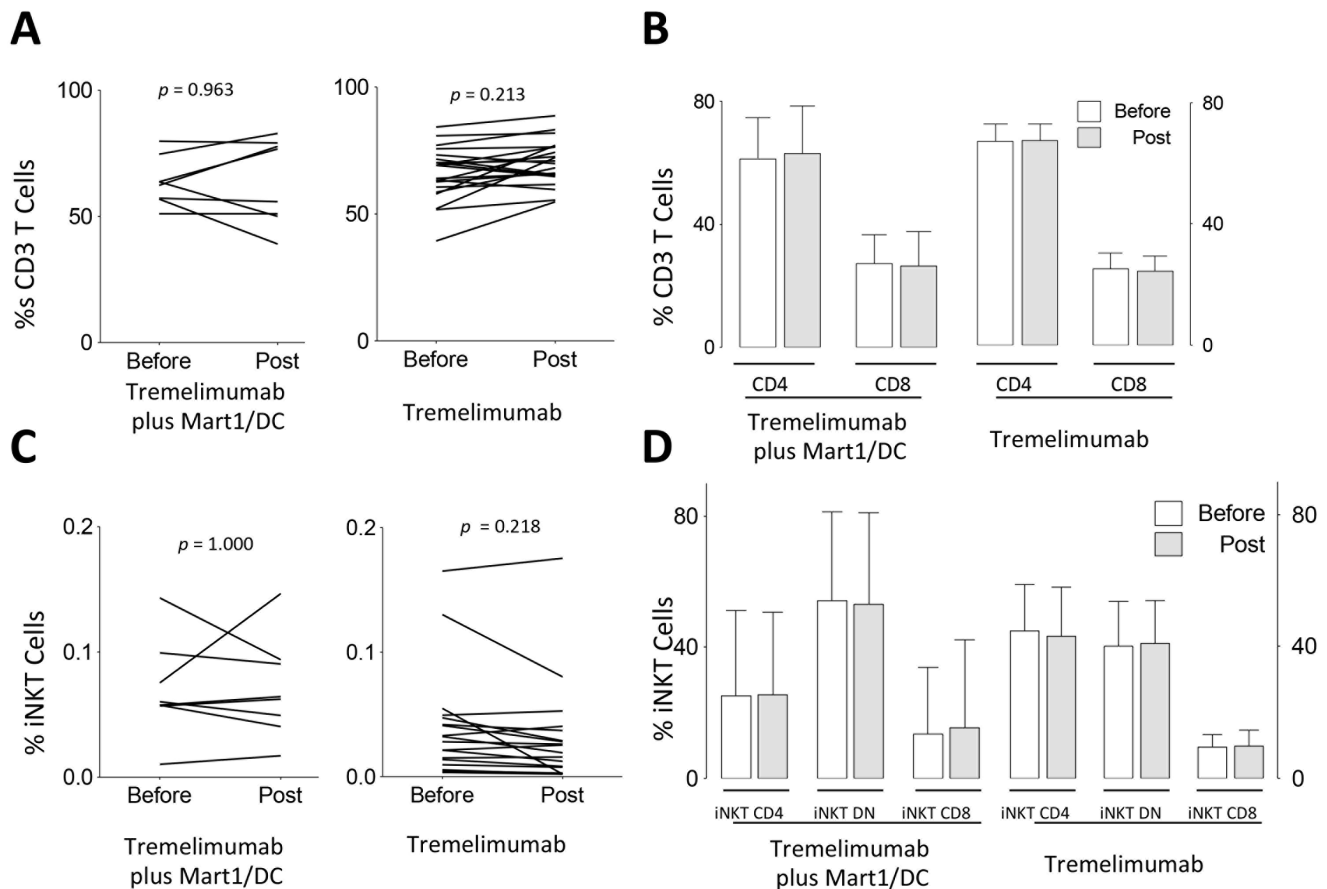 A
100
50
0
%s CD3 T Cells
p = 0.963
Before
Post
Tremelimumab
plus Mart1/DC
100
50
0
p = 0.213
Before
Post
Tremelimumab
B
80
40
0
% CD3 T Cells
Before
Post
80
40
0
CD4
CD8
CD4
CD8
Tremelimumab
plus Mart1/DC
Tremelimumab
C
0.2
0.1
0.0
% iNKT Cells
p = 1.000
Before
Post
Tremelimumab
plus Mart1/DC
0.2
0.1
0.0
p = 0.218
Before
Post
Tremelimumab
D
80
40
0
% iNKT Cells
Before
Post
80
40
0
iNKT CD4
iNKT DN
iNKT CD8
iNKT CD4
iNKT DN
iNKT CD8
Tremelimumab
plus Mart1/DC
Tremelimumab